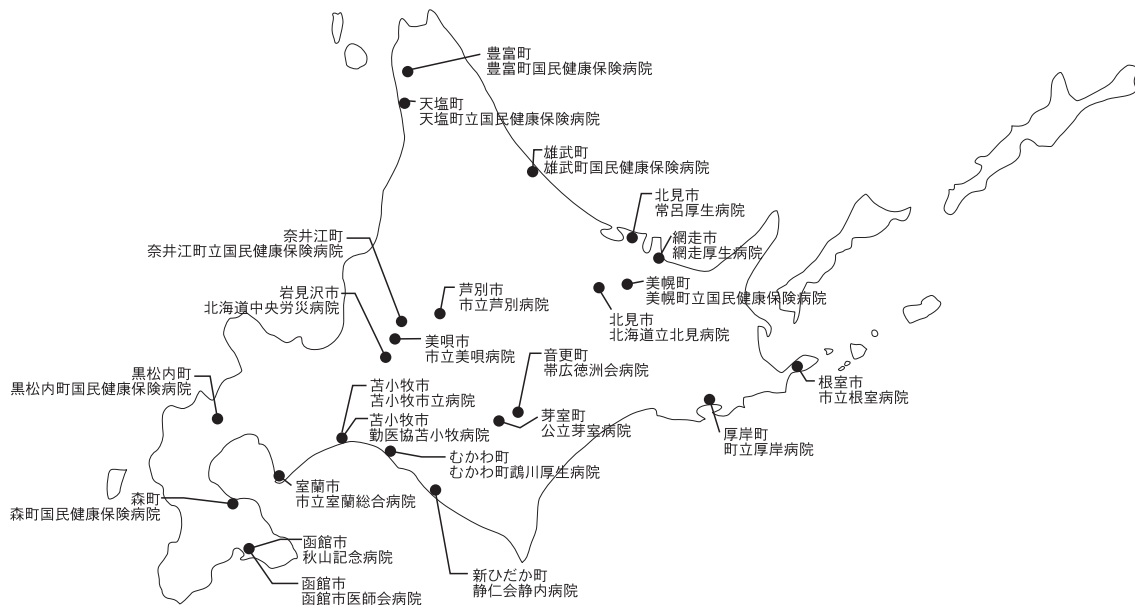 豊富町
豊富町国民健康保険病院
天塩町
天塩町立国民健康保険病院
雄武町
雄武町国民健康保険病院
北見市
常呂厚生病院
網走市
網走厚生病院
奈井江町
奈井江町立国民健康保険病院
美幌町
美幌町立国民健康保険病院
岩見沢市
北海道中央労災病院
芦別市
市立芦別病院
北見市
北海道立北見病院
美唄市
市立美唄病院
音更町
帯広徳洲会病院
黒松内町
黒松内町国民健康保険病院
苫小牧市
苫小牧市立病院
根室市
市立根室病院
苫小牧市
勤医協苫小牧病院
芽室町
公立芽室病院
厚岸町
町立厚岸病院
むかわ町
むかわ町鵡川厚生病院
室蘭市
市立室蘭総合病院
森町
森町国民健康保険病院
函館市
秋山記念病院
新ひだか町
静仁会静内病院
函館市
函館市医師会病院